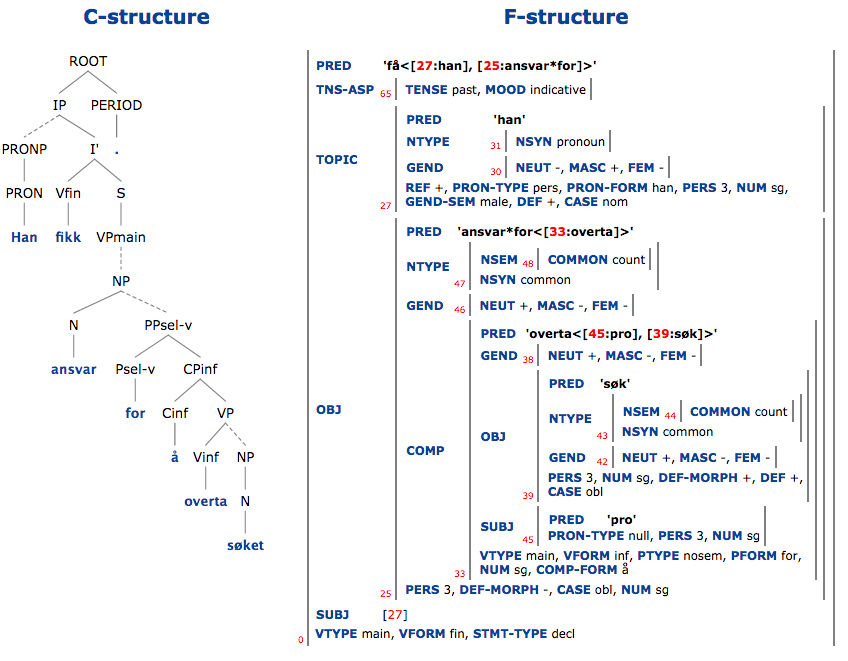 C-structure
ROOT
IP PERIOD
PRONP I' .
PRON Vfin S
Han fikk VPmain
NP
N PPsel-v
ansvar Psel-v CPinf
for Cinf VP
å Vinf NP
overta N
søket
F-structure
PRED 'få<[27:han], [25:ansvar*for]>'
TNS-ASP 65 TENSE past, MOOD indicative
PRED 'han'
NTYPE 31 NSYN pronoun
TOPIC
GEND 30 NEUT -, MASC +, FEM -
REF +, PRON-TYPE pers, PRON-FORM han, PERS 3, NUM sg,
27 GEND-SEM male, DEF +, CASE nom
PRED 'ansvar*for<[33:overta]>'
NSEM 48 COMMON count
NTYPE
47 NSYN common
GEND 46 NEUT +, MASC -, FEM -
PRED 'overta<[45:pro], [39:søk]>'
GEND 38 NEUT +, MASC -, FEM -
PRED 'søk'
OBJ
NSEM 44 COMMON count
NTYPE
43 NSYN common
OBJ
COMP
GEND 42 NEUT +, MASC -, FEM -
PERS 3, NUM sg, DEF-MORPH +, DEF +,
39 CASE obl
PRED 'pro'
SUBJ
45 PRON-TYPE null, PERS 3, NUM sg
VTYPE main, VFORM inf, PTYPE nosem, PFORM for,
33 NUM sg, COMP-FORM å
25 PERS 3, DEF-MORPH -, CASE obl, NUM sg
SUBJ [27]
0 VTYPE main, VFORM fin, STMT-TYPE decl